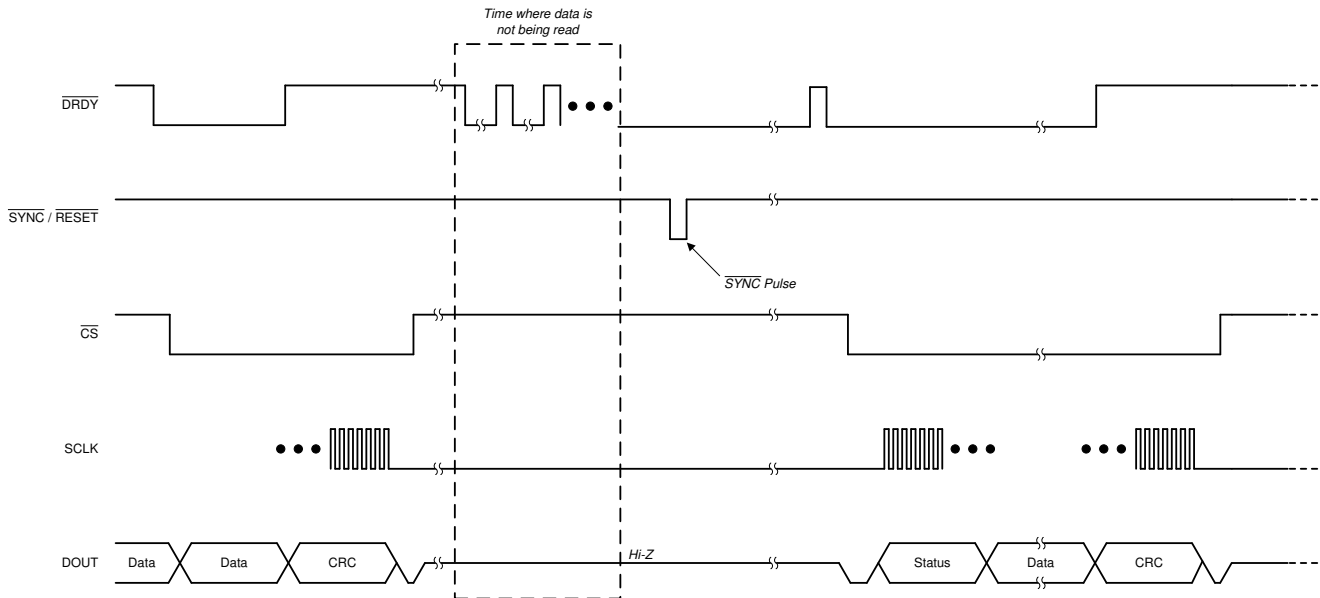 Time where data is
not being read
DRDY
SYNC / RESET
SYNC Pulse
CS
SCLK
DOUT
Data
Data
CRC
Hi-Z
Status
Data
CRC